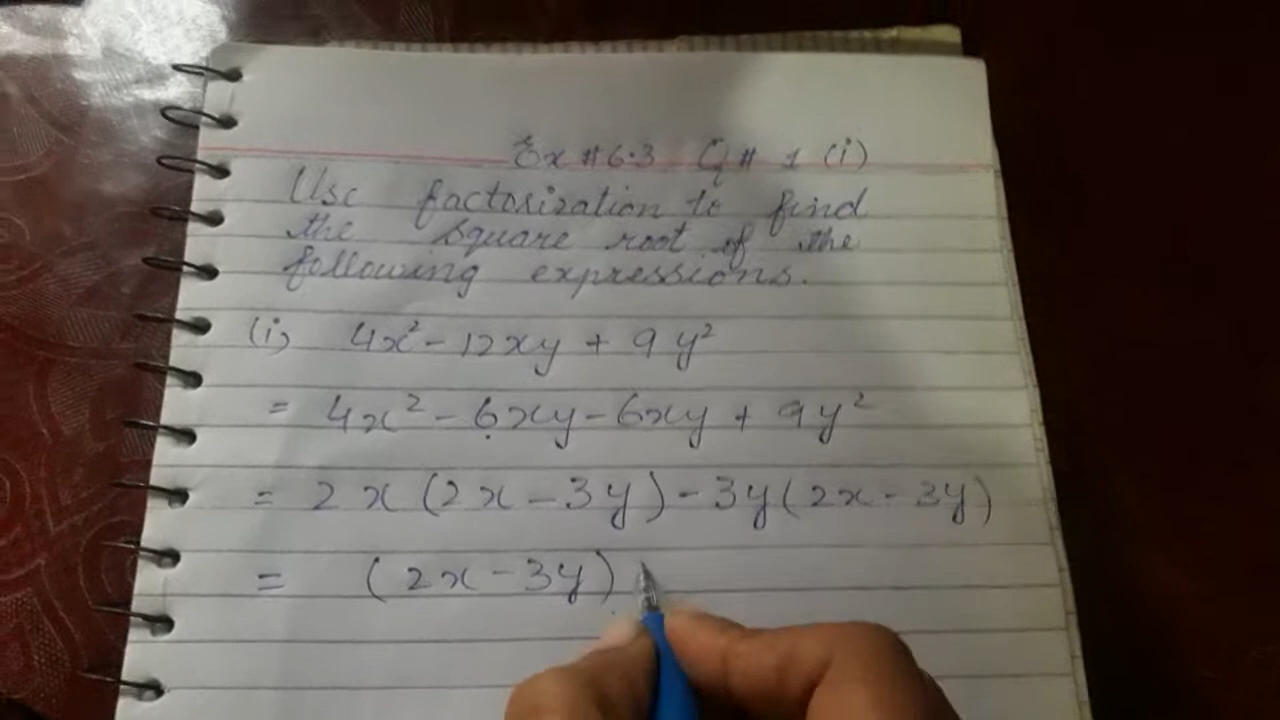 Ex # 6.3 Q # 1 (i)
Use factorization to find
the square root of the
following expressions.
(i) 4x² - 12xy + 9y²
= 4x² - 6xy - 6xy + 9y²
= 2x (2x - 3y) - 3y (2x - 3y)
= (2x - 3y)